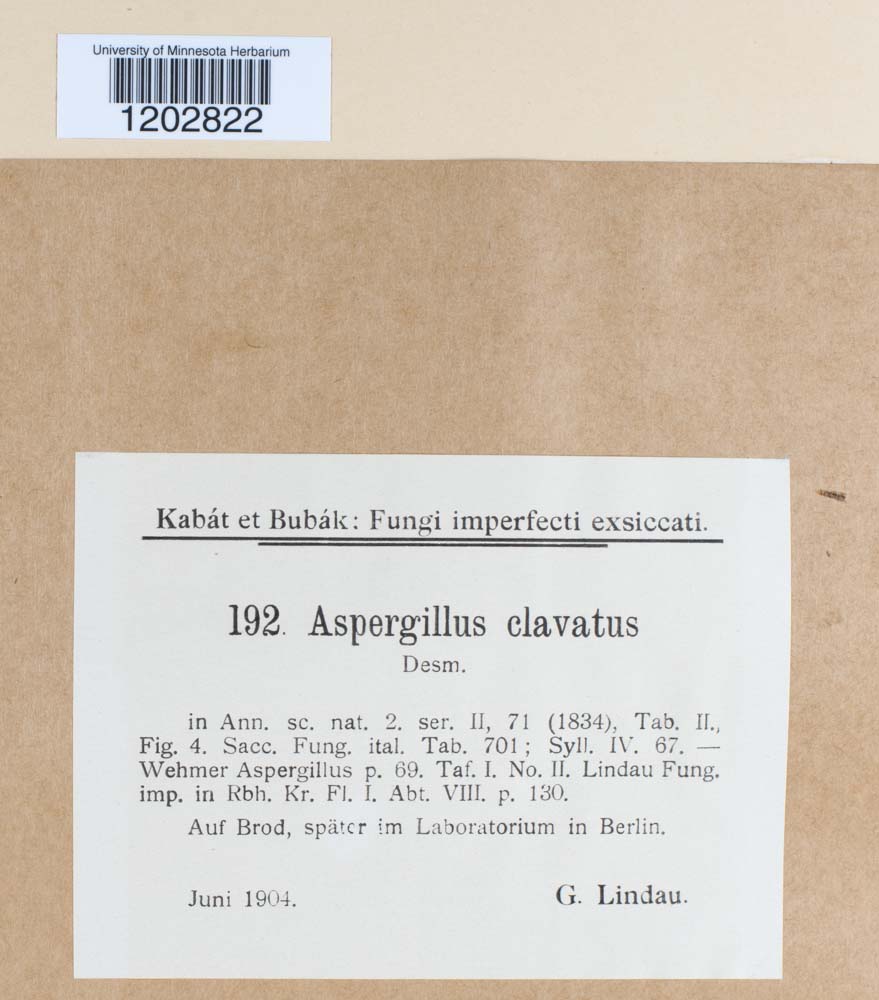 University of Minnesota Herbarium
1202822
Kabát et Bubák: Fungi imperfecti exsiccati.
192. Aspergillus clavatus
Desm.
in Ann. sc. nat. 2. ser. II, 71 (1834), Tab. II.,
Fig. 4. Sacc. Fung. ital. Tab. 701; Syll. IV. 67. —
Wehmer Aspergillus p. 69. Taf. I. No. II. Lindau Fung.
imp. in Rbh. Kr. Fl. I. Abt. VIII. p. 130.
Auf Brod, später im Laboratorium in Berlin.
Juni 1904. G. Lindau.